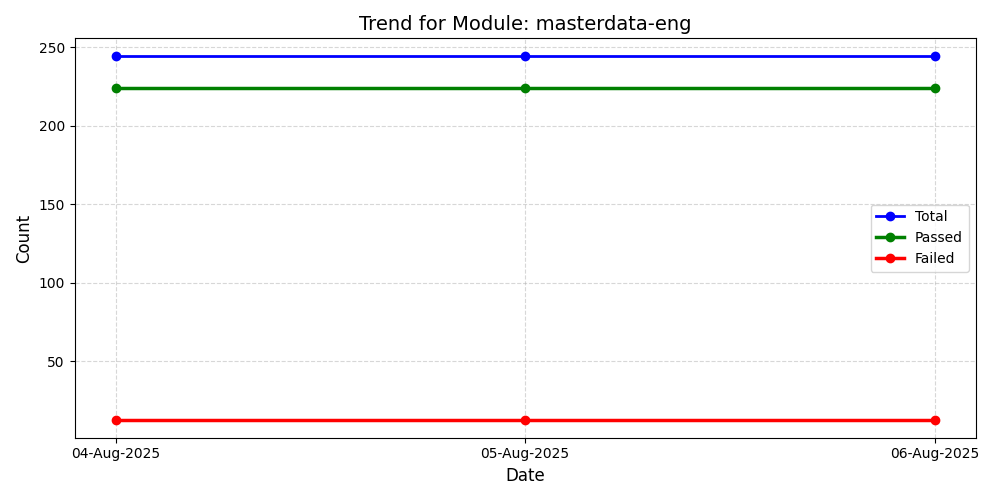 Trend for Module: masterdata-eng
250
200
150
100
50
Count
Total
Passed
Failed
04-Aug-2025
05-Aug-2025
06-Aug-2025
Date